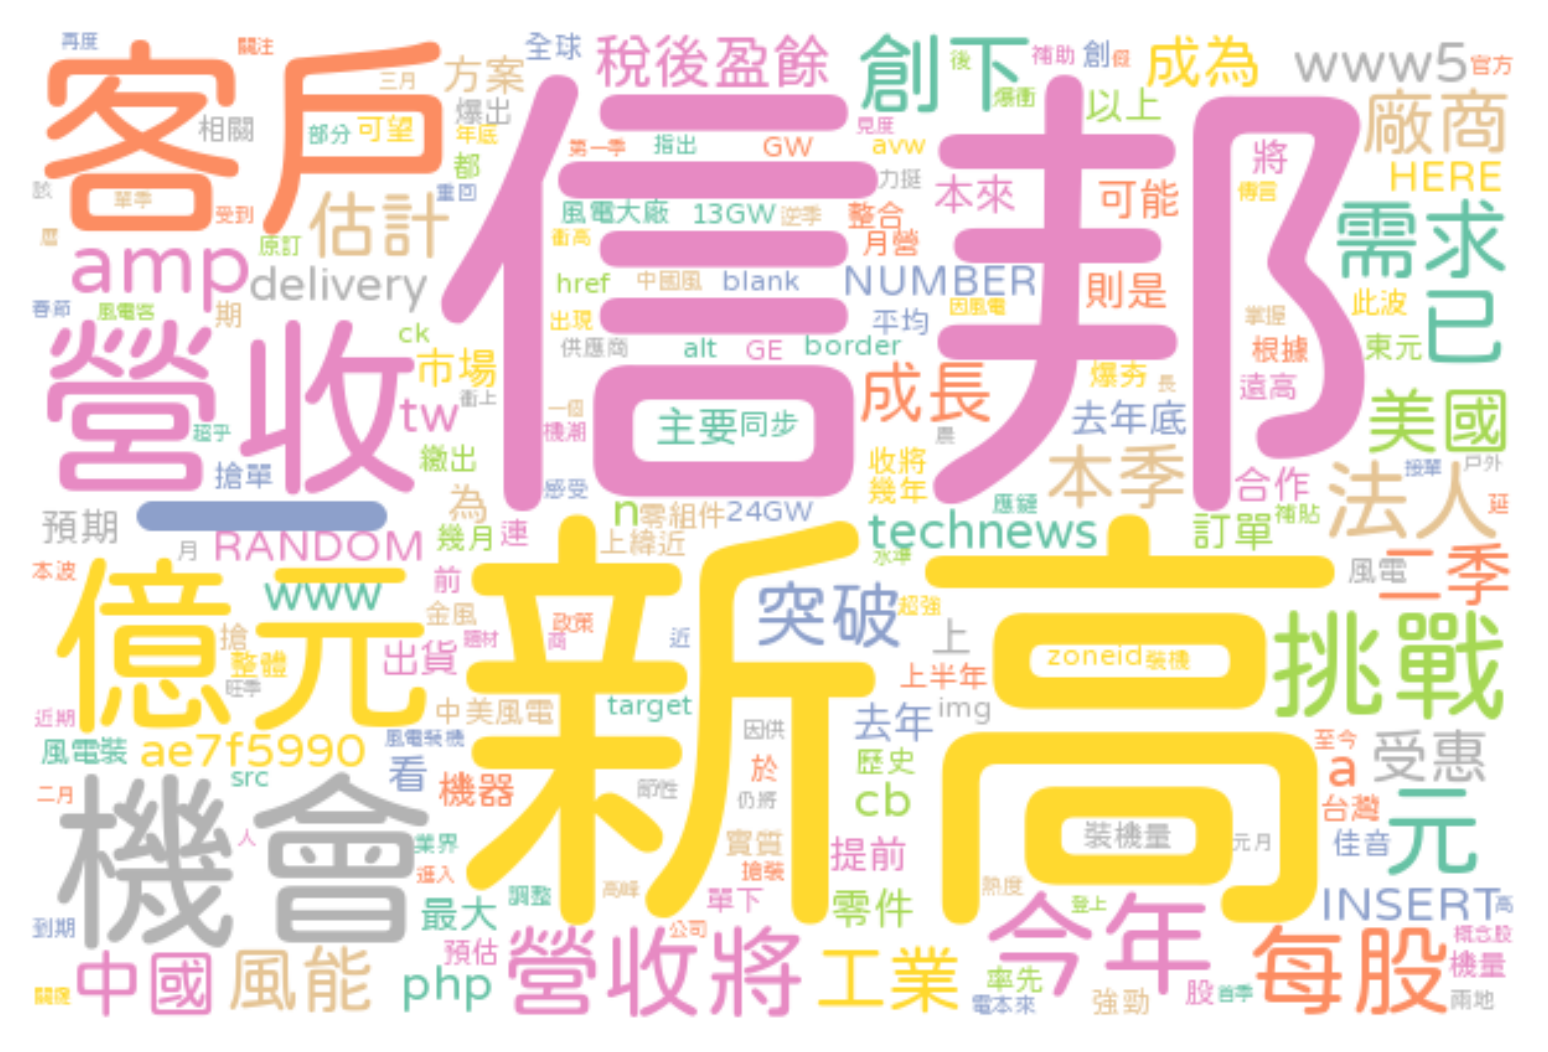 再度
關注
客戶
三月
方案
全球
稅後盈餘
創下
後
補助
創
假
成為
www5
官方
爆衝
以上
廠商
相關
爆出
部分
可望
年底
都
信邦
第一季
指出
GW
見度
avw
力挺
將
HERE
傳言
該
單季
受到
重回
估計
風電大廠
13GW
逆季
整合
本來
可能
需求
原訂
amp
delivery
衝高
月營
href
中國風
blank
NUMBER
因風電
則是
此波
已
春節
風電客
期
ck
出現
供應商
alt
GE
border
平均
掌握
根據
東元
營收
市場
衝上
tw
一個
機潮
主要
同步
成長
爆夯
長
遠高
去年底
美國
超乎
搶單
繳出
農
收將
幾年
本季
合作
接單
戶外
法人
感受
為
預期
一
n
零組件
24GW
應鏈
technews
訂單
補貼
延
月
RANDOM
幾月
連
上緯近
水準
風電
二季
本波
億元
www
前
新高
金風
政策
商
近
突破
超強
上
挑戰
搶
整體
旺季
出貨
題材
zoneid
裝機
上半年
近期
中美風電
target
去年
img
風電裝
ae7f5990
風電裝機
因供
至今
受惠
src
看
機器
節性
於
仍將
歷史
cb
a
二月
台灣
元
機會
人
業界
進入
實質
搶裝
提前
裝機量
元月
佳音
調整
高峰
熱度
到期
最大
單下
零件
登上
INSERT
高
中國
風能
預估
公司
營收將
今年
每股
概念股
機量
關鍵
php
工業
率先
電本來
強勁
股
首季
兩地